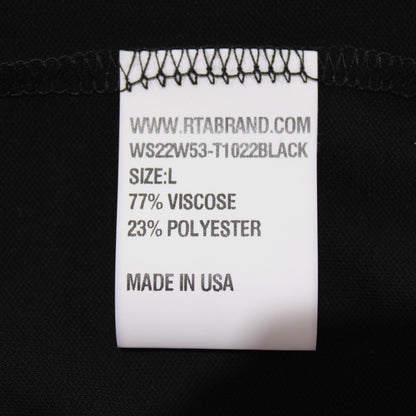 WWW.RTABRAND.COM
WS22W53-T1022BLACK
SIZE:L
77% VISCOSE
23% POLYESTER
MADE IN USA